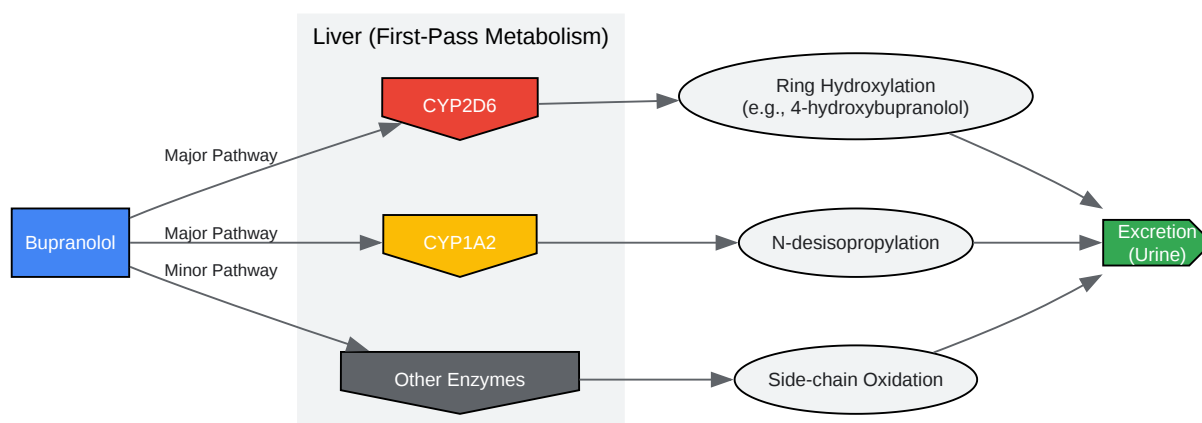 Liver (First-Pass Metabolism)
CYP2D6
Ring Hydroxylation
(e.g., 4-hydroxybupranolol)
Major Pathway
Bupranolol
Major Pathway
CYP1A2
N-desisopropylation
Excretion
(Urine)
Minor Pathway
Other Enzymes
Side-chain Oxidation